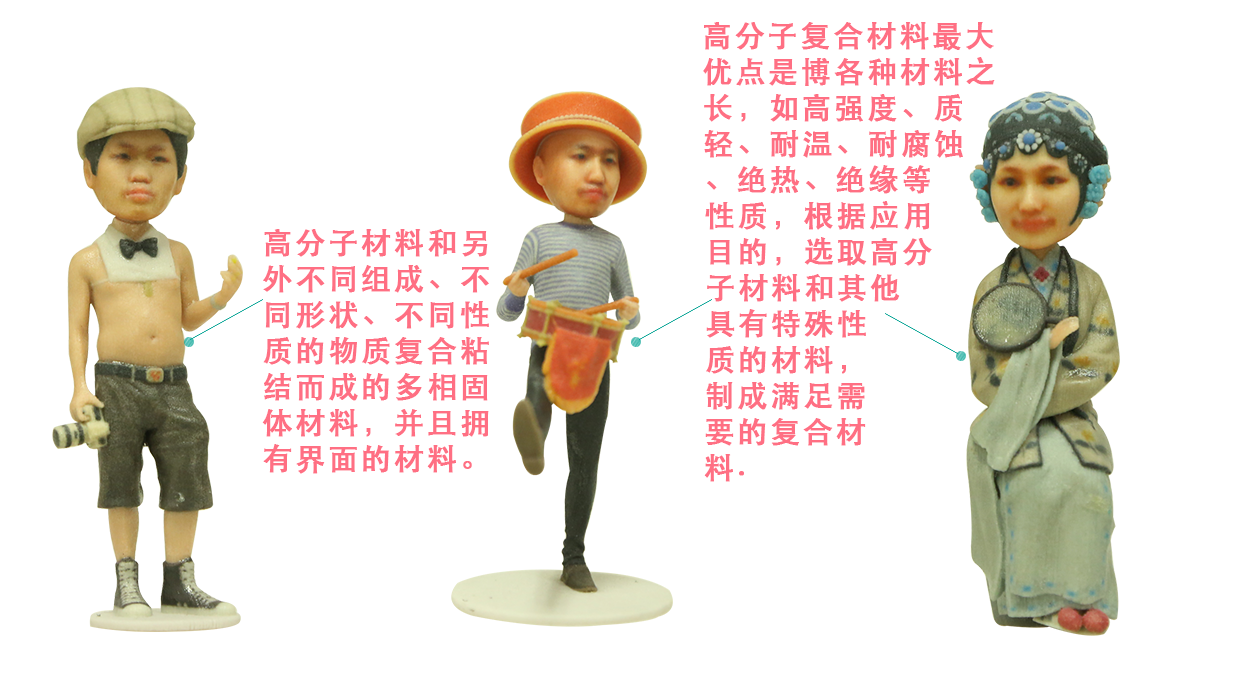 高分子材料和另
外不同组成、不
同形状、不同性
质的物质复合粘
结而成的多相固
体材料，并且拥
有界面的材料。
高分子复合材料最大
优点是博各种材料之
长，如高强度、质
轻、耐温、耐腐蚀
、绝热、绝缘等
性质，根据应用
目的，选取高分
子材料和其他
具有特殊性
质的材料，
制成满足需
要的复合材
料.